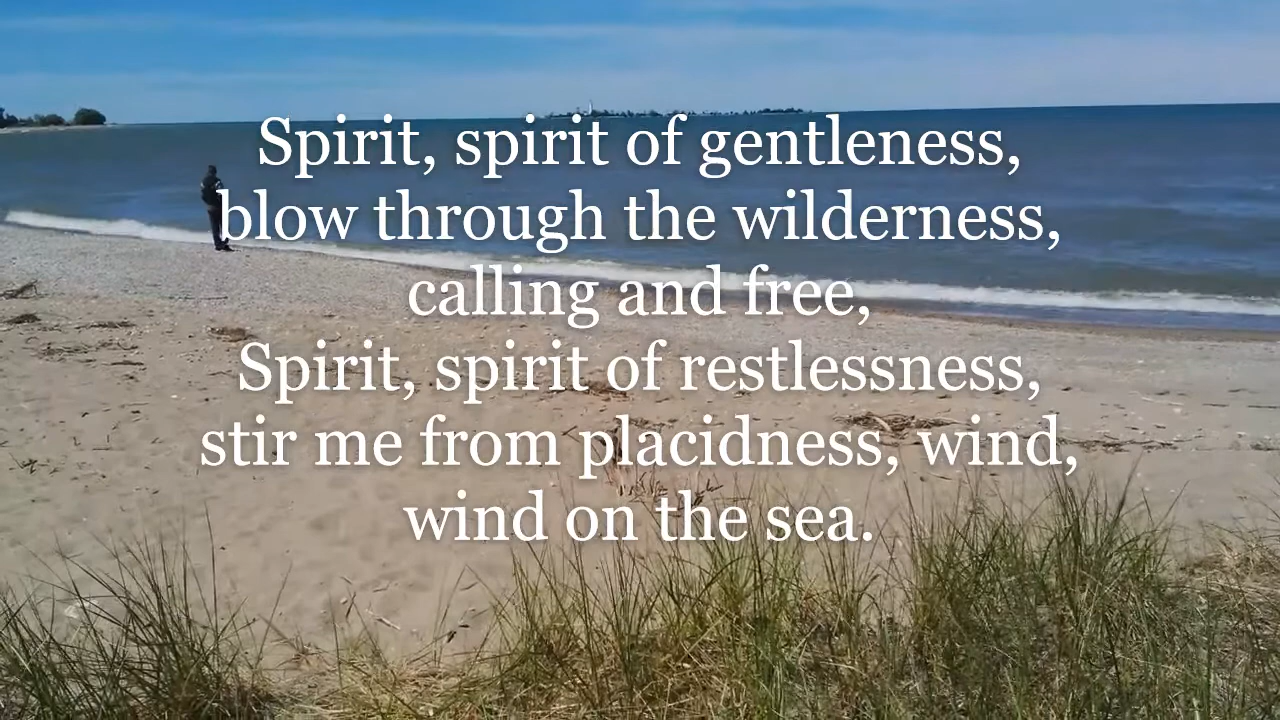 Spirit, spirit of gentleness,
blow through the wilderness,
calling and free,
Spirit, spirit of restlessness,
stir me from placidness, wind,
wind on the sea.